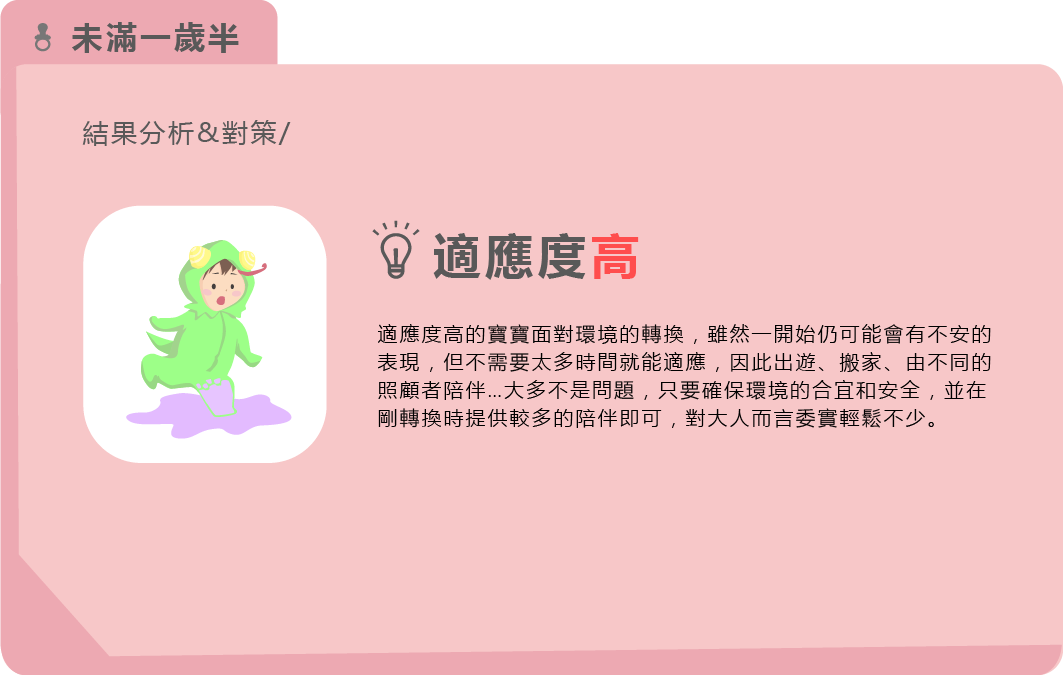 未滿一歲半
結果分析&對策/
適應度高
適應度高的寶寶面對環境的轉換，雖然一開始仍可能會有不安的
表現，但不需要太多時間就能適應，因此出遊、搬家、由不同的
照顧者陪伴...大多不是問題，只要確保環境的合宜和安全，並在
剛轉換時提供較多的陪伴即可，對大人而言委實輕鬆不少。